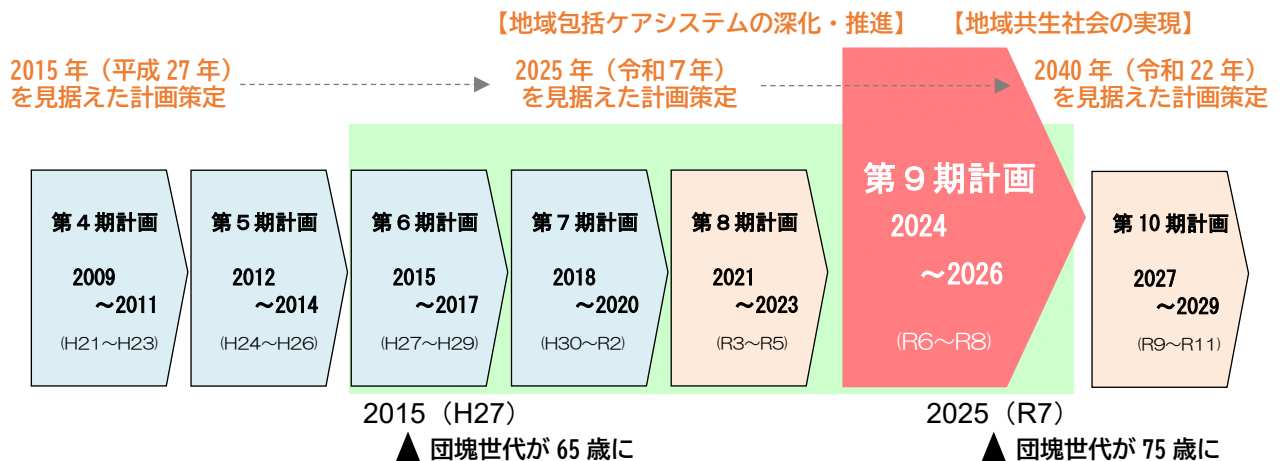 【地域包括ケアシステムの深化・推進】 【地域共生社会の実現】
2015 年（平成 27 年）
を見据えた計画策定
2025 年（令和７年）
を見据えた計画策定
2040 年（令和 22 年）
を見据えた計画策定
第４期計画
2009
～2011
(H21～H23)
第５期計画
2012
～2014
(H24～H26)
第６期計画
2015
～2017
(H27～H29)
第７期計画
2018
～2020
(H30～R2)
第８期計画
2021
～2023
(R3～R5)
第９期計画
2024
～2026
(R6～R8)
第 10 期計画
2027
～2029
(R9～R11)
2015（H27）
団塊世代が 65 歳に
2025（R7）
団塊世代が 75 歳に